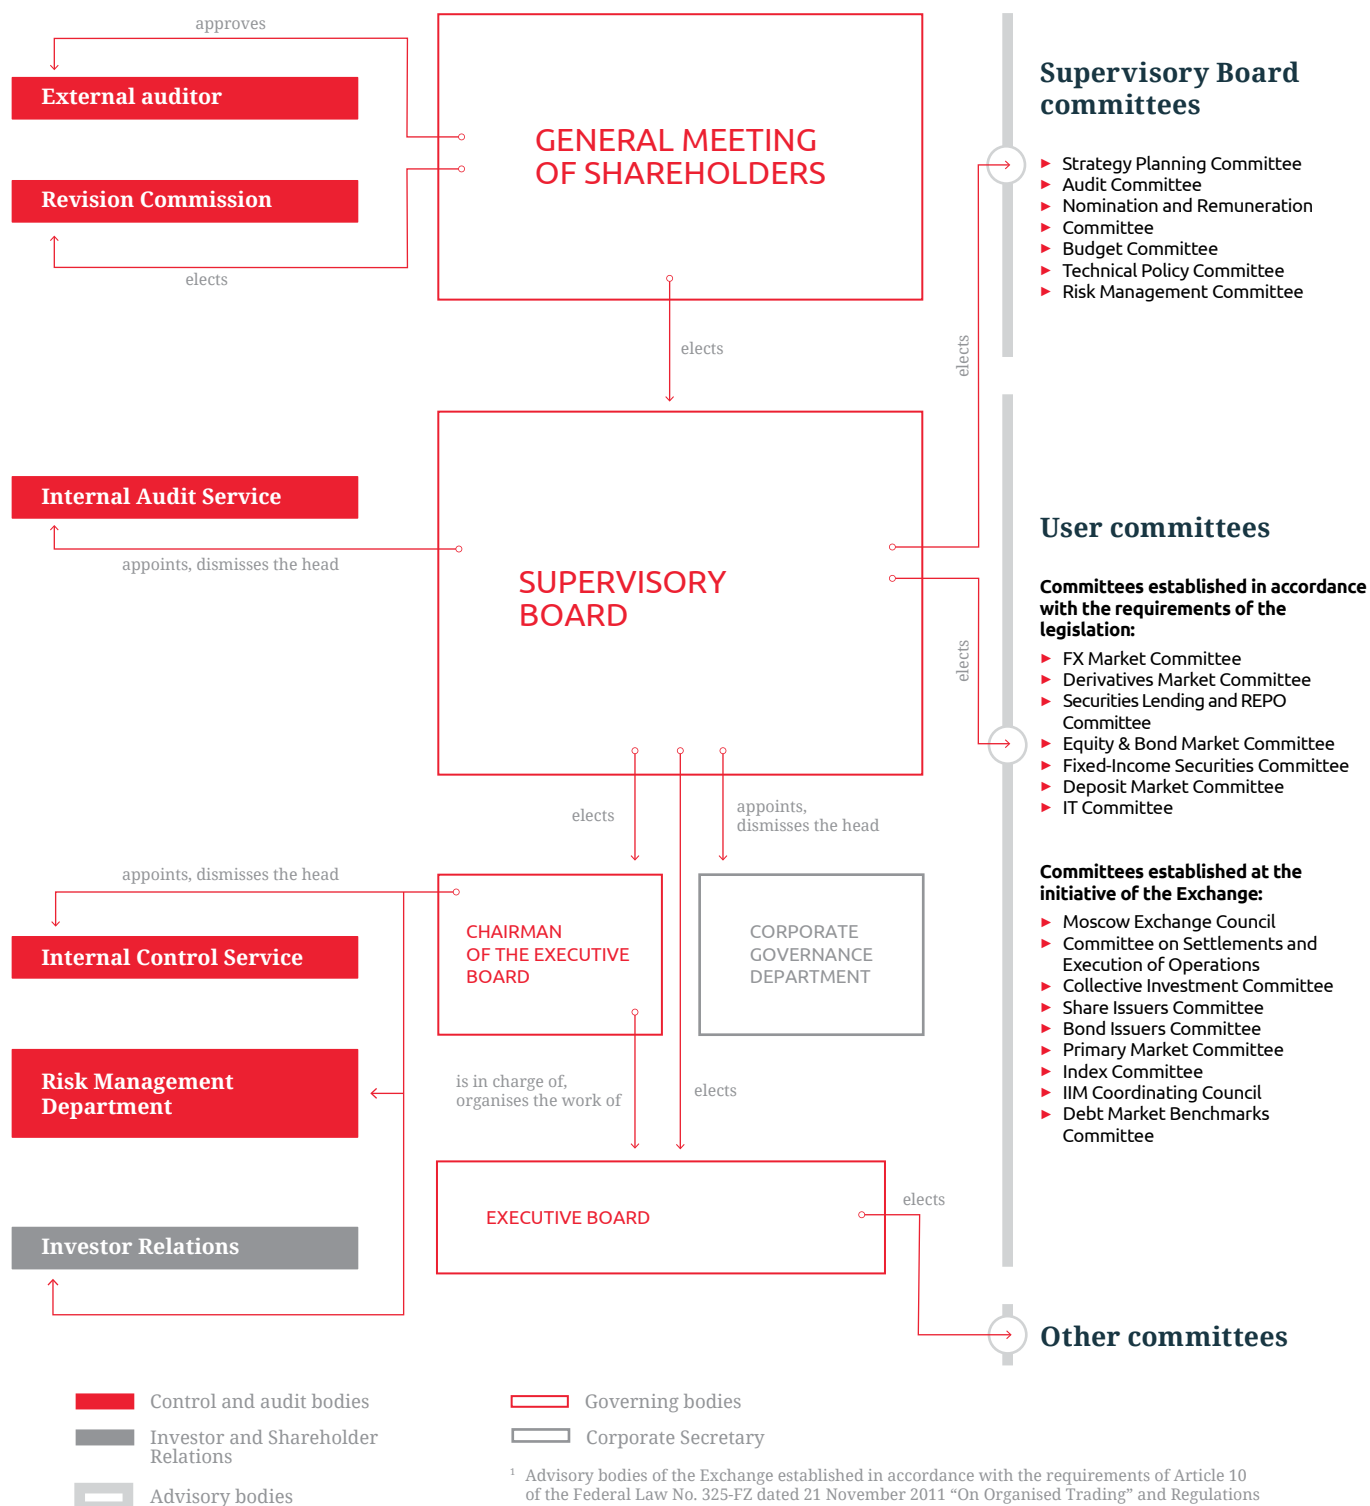 approves
External auditor
Revision Commission
elects
GENERAL MEETING
OF SHAREHOLDERS
elects
Supervisory Board
committees
► Strategy Planning Committee
► Audit Committee
► Nomination and Remuneration
► Committee
► Budget Committee
► Technical Policy Committee
► Risk Management Committee
elects
Internal Audit Service
appoints, dismisses the head
SUPERVISORY
BOARD
elects
User committees
Committees established in accordance
with the requirements of the
legislation:
► FX Market Committee
► Derivatives Market Committee
► Securities Lending and REPO
Committee
► Equity & Bond Market Committee
► Fixed-Income Securities Committee
► Deposit Market Committee
► IT Committee
Committees established at the
initiative of the Exchange:
► Moscow Exchange Council
► Committee on Settlements and
Execution of Operations
► Collective Investment Committee
► Share Issuers Committee
► Bond Issuers Committee
► Primary Market Committee
► Index Committee
► IIM Coordinating Council
► Debt Market Benchmarks
Committee
elects
appoints,
dismisses the head
appoints, dismisses the head
Internal Control Service
Risk Management
Department
Investor Relations
CHAIRMAN
OF THE EXECUTIVE
BOARD
CORPORATE
GOVERNANCE
DEPARTMENT
is in charge of,
organises the work of
elects
EXECUTIVE BOARD
elects
Other committees
Control and audit bodies
Investor and Shareholder
Relations
Advisory bodies
Governing bodies
Corporate Secretary
1 Advisory bodies of the Exchange established in accordance with the requirements of Article 10
of the Federal Law No. 325-FZ dated 21 November 2011 “On Organised Trading” and Regulations